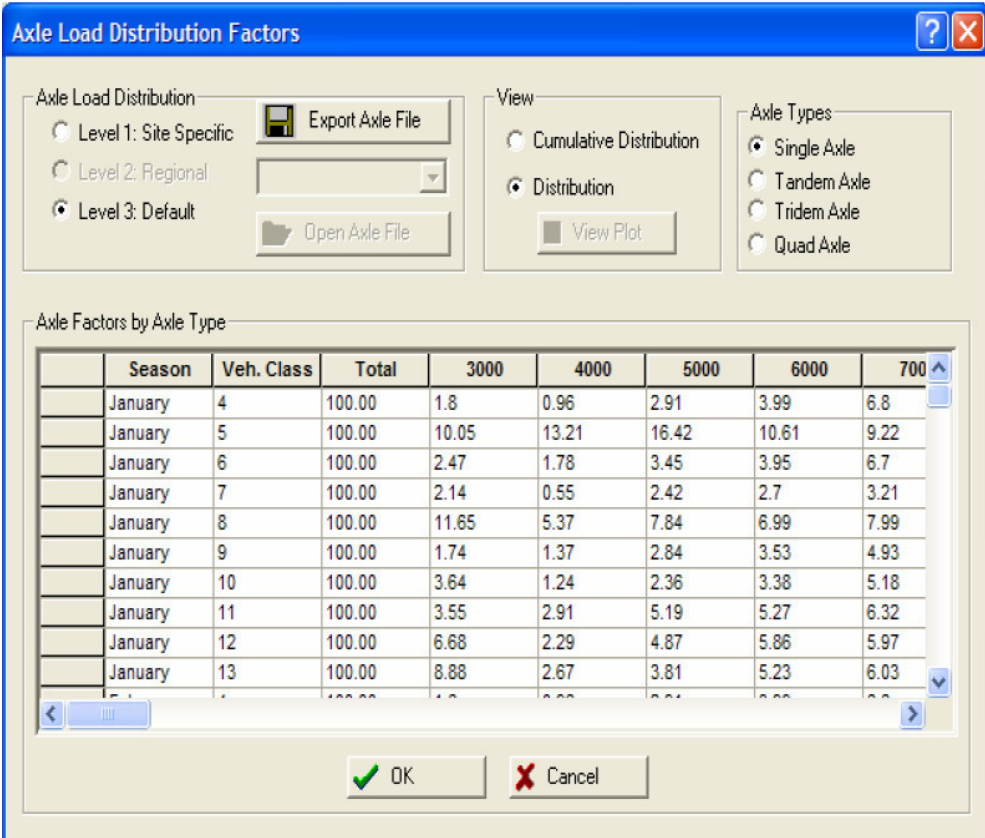 Axle Load Distribution Factors
Axle Load Distribution
Level 1: Site Specific
Export Axle File
Level 2: Regional
Level 3: Default
Open Axle File
View
Cumulative Distribution
Distribution
View Plot
Axle Types
Single Axle
Tandem Axle
Tridem Axle
Quad Axle
Axle Factors by Axle Type
Season Veh. Class Total 3000 4000 5000 6000 700
January 4 100.00 1.8 0.96 2.91 3.99 6.8
January 5 100.00 10.05 13.21 16.42 10.61 9.22
January 6 100.00 2.47 1.78 3.45 3.95 6.7
January 7 100.00 2.14 0.55 2.42 2.7 3.21
January 8 100.00 11.65 5.37 7.84 6.99 7.99
January 9 100.00 1.74 1.37 2.84 3.53 4.93
January 10 100.00 3.64 1.24 2.36 3.38 5.18
January 11 100.00 3.55 2.91 5.19 5.27 6.32
January 12 100.00 6.68 2.29 4.87 5.86 5.97
January 13 100.00 8.88 2.67 3.81 5.23 6.03
OK
Cancel